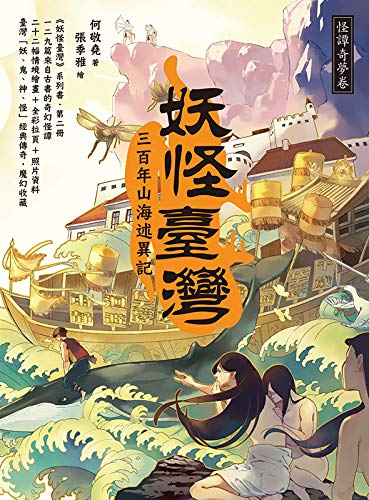 怪譚奇夢卷
妖怪臺灣
三百年山海述異記
何敬堯 著
張季雅 繪
《妖怪臺灣》系列書‧第二冊
一二九篇來自古書的奇幻怪譚
二十二幅情境繪畫＋全彩拉頁＋照片資料
臺灣「妖、鬼、神、怪」經典傳奇‧魔幻收藏